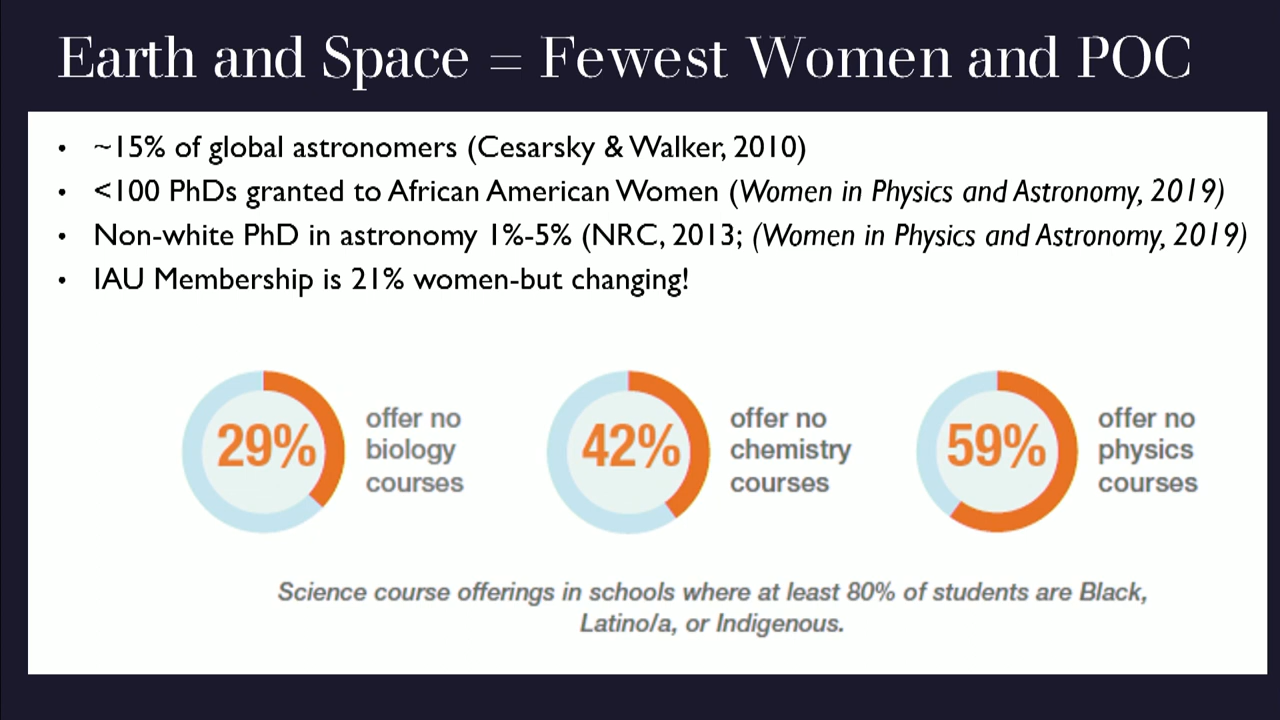 Earth and Space = Fewest Women and POC
• ~15% of global astronomers (Cesarsky & Walker, 2010)
• <100 PhDs granted to African American Women (Women in Physics and Astronomy, 2019)
• Non-white PhD in astronomy 1%-5% (NRC, 2013; (Women in Physics and Astronomy, 2019)
• IAU Membership is 21% women-but changing!
29%
offer no
biology
courses
42%
offer no
chemistry
courses
59%
offer no
physics
courses
Science course offerings in schools where at least 80% of students are Black,
Latino/a, or Indigenous.